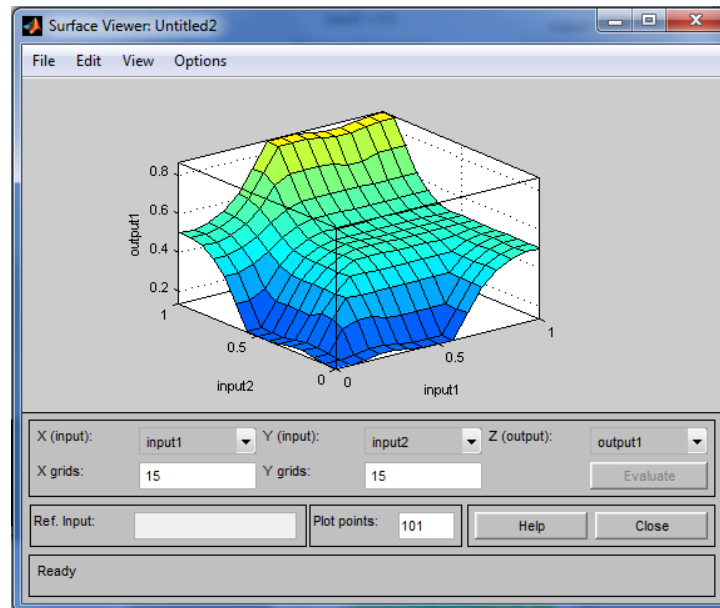 Surface Viewer: Untitled2
File Edit View Options
0.8
0.6
0.4
0.2
output1
1
0.5
0
input2
0
0.5
1
input1
X (input): input1 Y (input): input2 Z (output): output1
X grids: 15 Y grids: 15 Evaluate
Ref. Input: Plot points: 101 Help Close
Ready